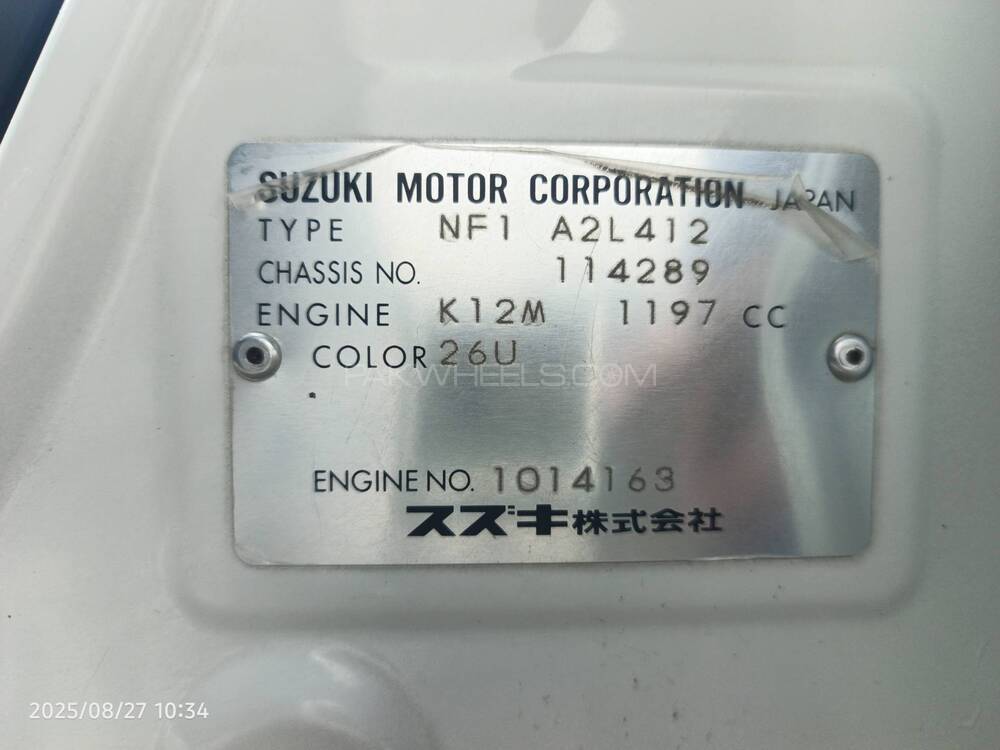 SUZUKI MOTOR CORPORATION JAPAN
TYPE NF1 A2L412
CHASSIS NO. 114289
ENGINE K12M 1197 CC
COLOR 26U
PAKWHEELS.COM
ENGINE NO. 1014163
スズキ株式会社
2025/08/27 10:34